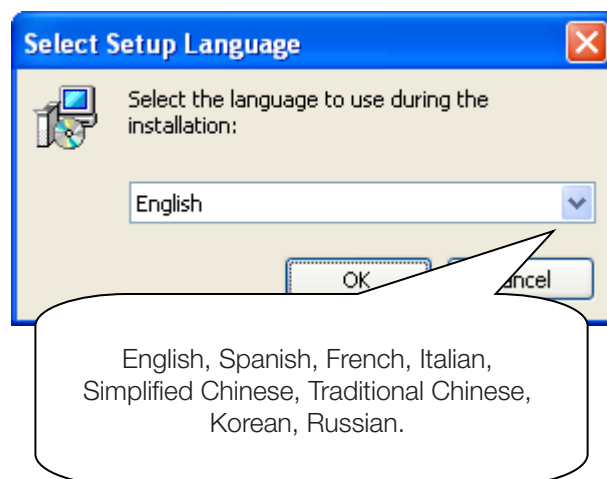 Select Setup Language
Select the language to use during the
installation:
English
OK
ancel
English, Spanish, French, Italian,
Simplified Chinese, Traditional Chinese,
Korean, Russian.